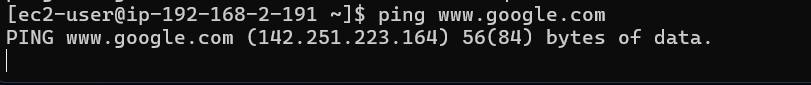 [ec2-user@ip-192-168-2-191 ~]$ ping www.google.com
PING www.google.com (142.251.223.164) 56(84) bytes of data.